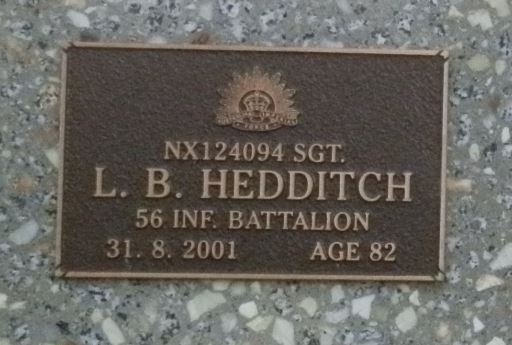 NX124094 SGT.
L. B. HEDDITCH
56 INF. BATTALION
31. 8. 2001 AGE 82